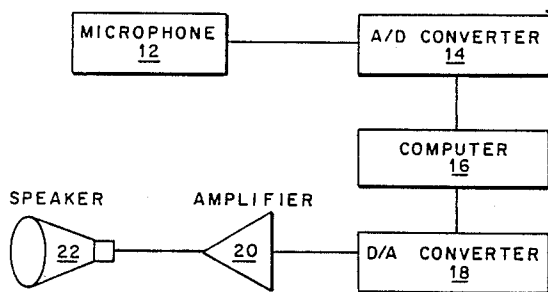 MICROPHONE
12
A/D CONVERTER
14
COMPUTER
16
SPEAKER
22
AMPLIFIER
20
D/A CONVERTER
18